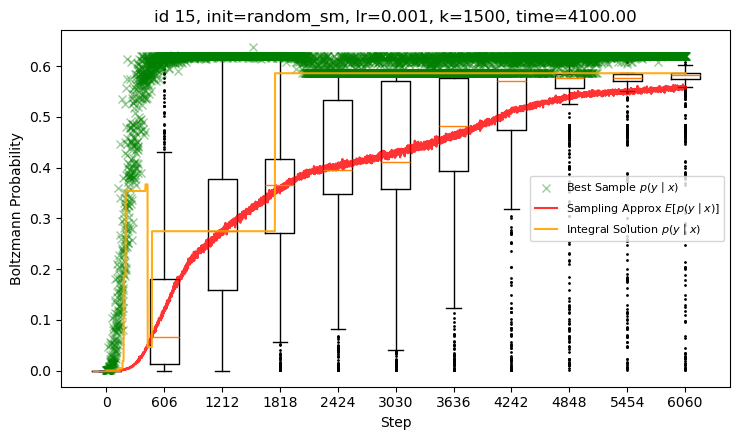 id 15, init=random_sm, lr=0.001, k=1500, time=4100.00
Boltzmann Probability
0.6
0.5
0.4
0.3
0.2
0.1
0.0
Best Sample p(y | x)
Sampling Approx E[p(y | x)]
Integral Solution p(y | x)
0 606 1212 1818 2424 3030 3636 4242 4848 5454 6060
Step